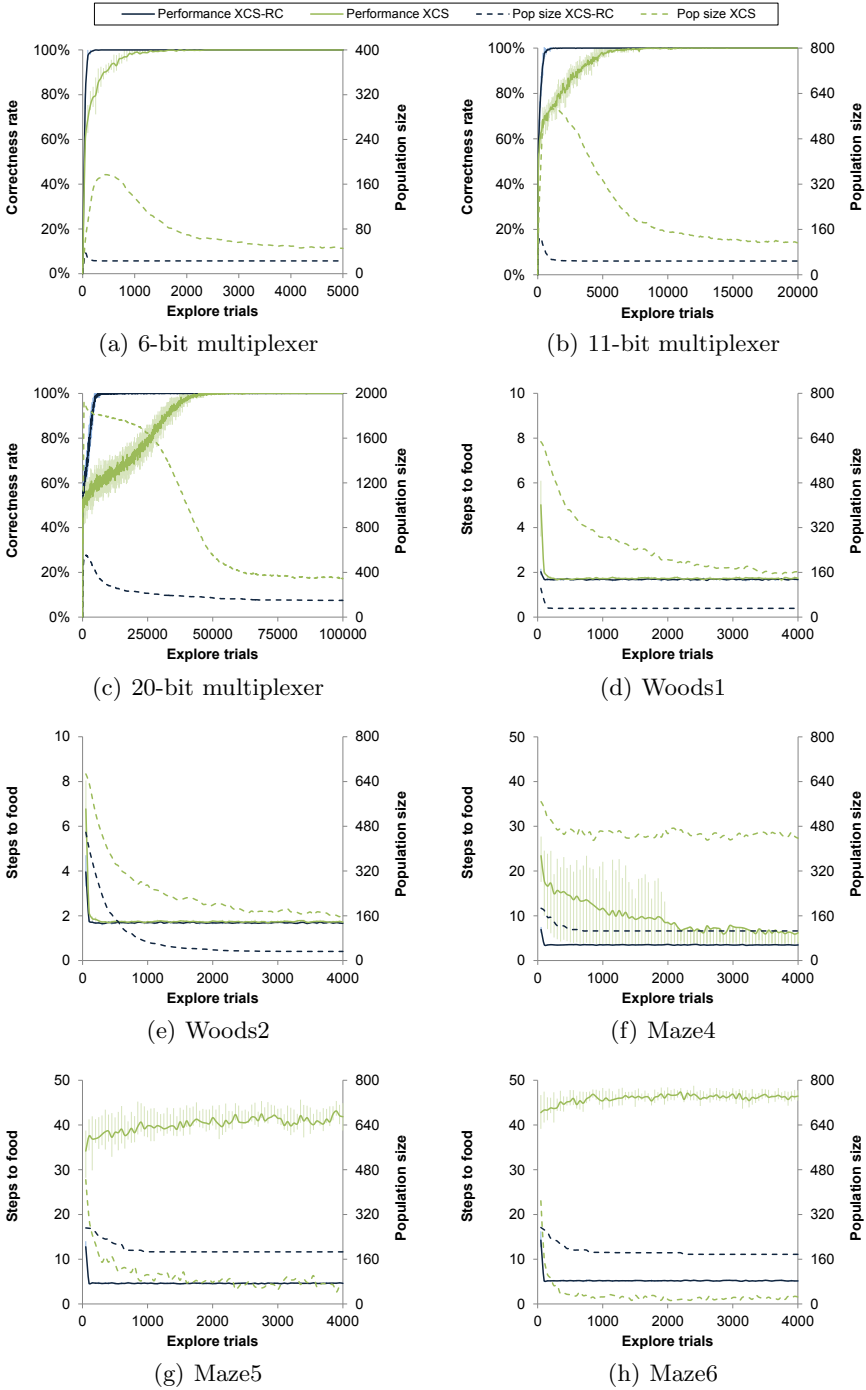 Performance XCS-RC Performance XCS Pop size XCS-RC Pop size XCS
100%
80%
60%
40%
20%
0%
Correctness rate
400
320
240
160
80
0
Population size
0 1000 2000 3000 4000 5000
Explore trials
(a) 6-bit multiplexer
100%
80%
60%
40%
20%
0%
Correctness rate
800
640
480
320
160
0
Population size
0 5000 10000 15000 20000
Explore trials
(b) 11-bit multiplexer
100%
80%
60%
40%
20%
0%
Correctness rate
2000
1600
1200
800
400
0
Population size
0 25000 50000 75000 100000
Explore trials
(c) 20-bit multiplexer
10
8
6
4
2
0
Steps to food
800
640
480
320
160
0
Population size
0 1000 2000 3000 4000
Explore trials
(d) Woods1
10
8
6
4
2
0
Steps to food
800
640
480
320
160
0
Population size
0 1000 2000 3000 4000
Explore trials
(e) Woods2
50
40
30
20
10
0
Steps to food
800
640
480
320
160
0
Population size
0 1000 2000 3000 4000
Explore trials
(f) Maze4
50
40
30
20
10
0
Steps to food
800
640
480
320
160
0
Population size
0 1000 2000 3000 4000
Explore trials
(g) Maze5
50
40
30
20
10
0
Steps to food
800
640
480
320
160
0
Population size
0 1000 2000 3000 4000
Explore trials
(h) Maze6